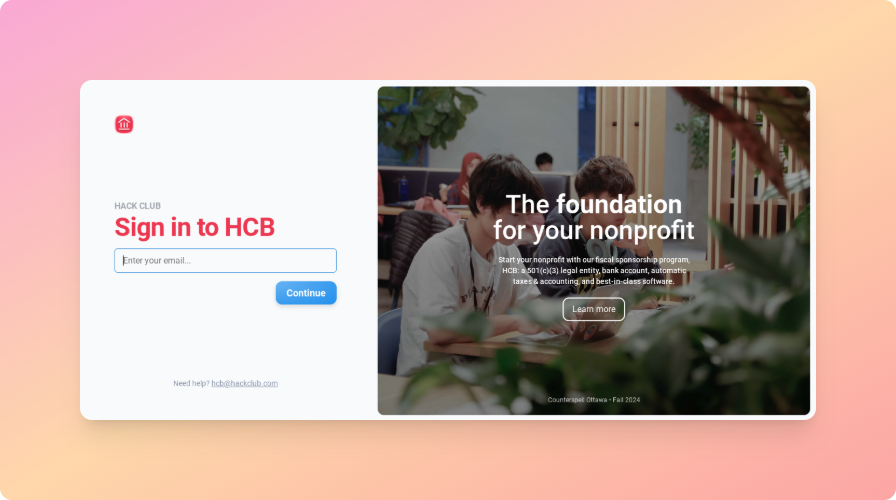 HACK CLUB
Sign in to HCB
Enter your email...
Continue
Need help? hcb@hackclub.com
The foundation
for your nonprofit
Start your nonprofit with our fiscal sponsorship program,
HCB: a 501(c)(3) legal entity, bank account, automatic
taxes & accounting, and best-in-class software.
Learn more
Counterspell Ottawa • Fall 2024